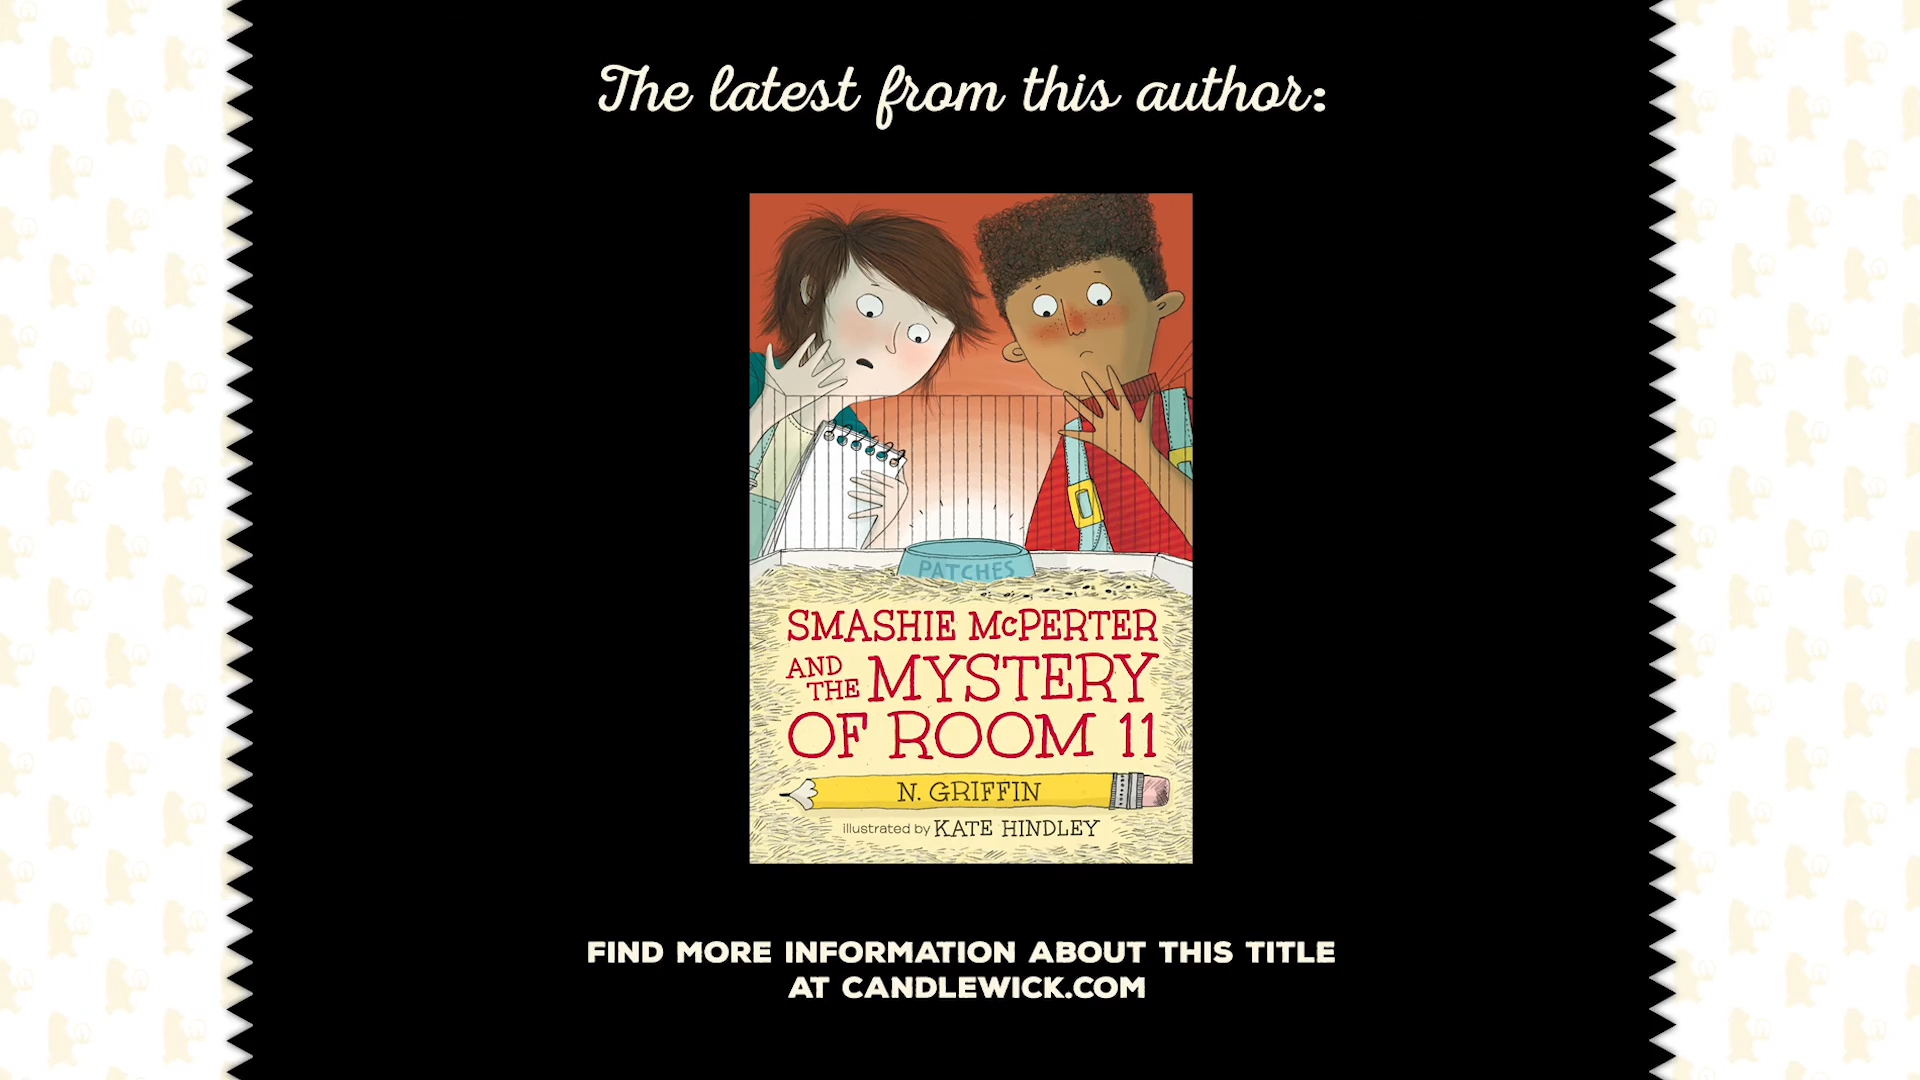 The latest from this author:
PATCHES
SMASHIE McPERTER
AND THE MYSTERY
OF ROOM 11
N. GRIFFIN
illustrated by KATE HINDLEY
FIND MORE INFORMATION ABOUT THIS TITLE
AT CANDLEWICK.COM